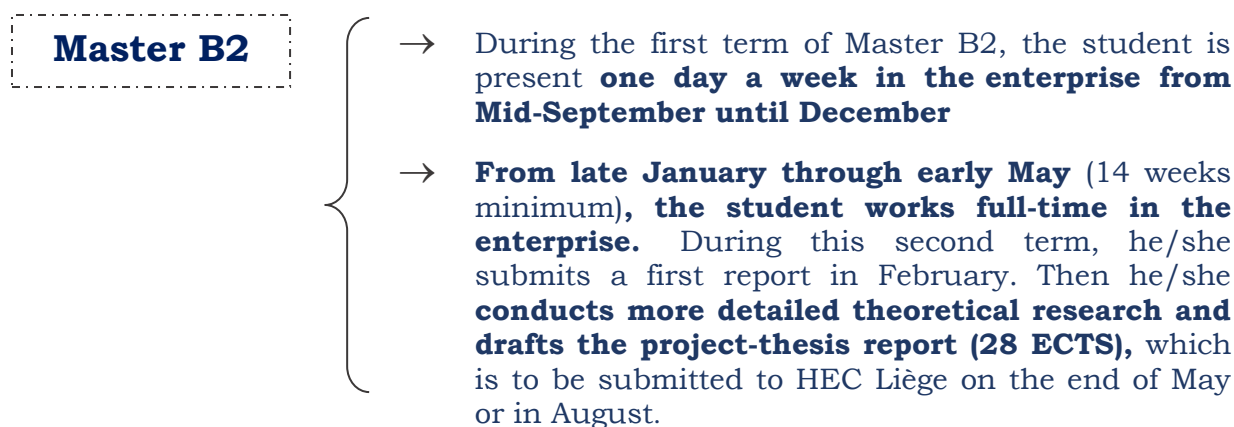 Master B2
→ During the first term of Master B2, the student is
present one day a week in the enterprise from
Mid-September until December
→ From late January through early May (14 weeks
minimum), the student works full-time in the
enterprise. During this second term, he/she
submits a first report in February. Then he/she
conducts more detailed theoretical research and
drafts the project-thesis report (28 ECTS), which
is to be submitted to HEC Liège on the end of May
or in August.